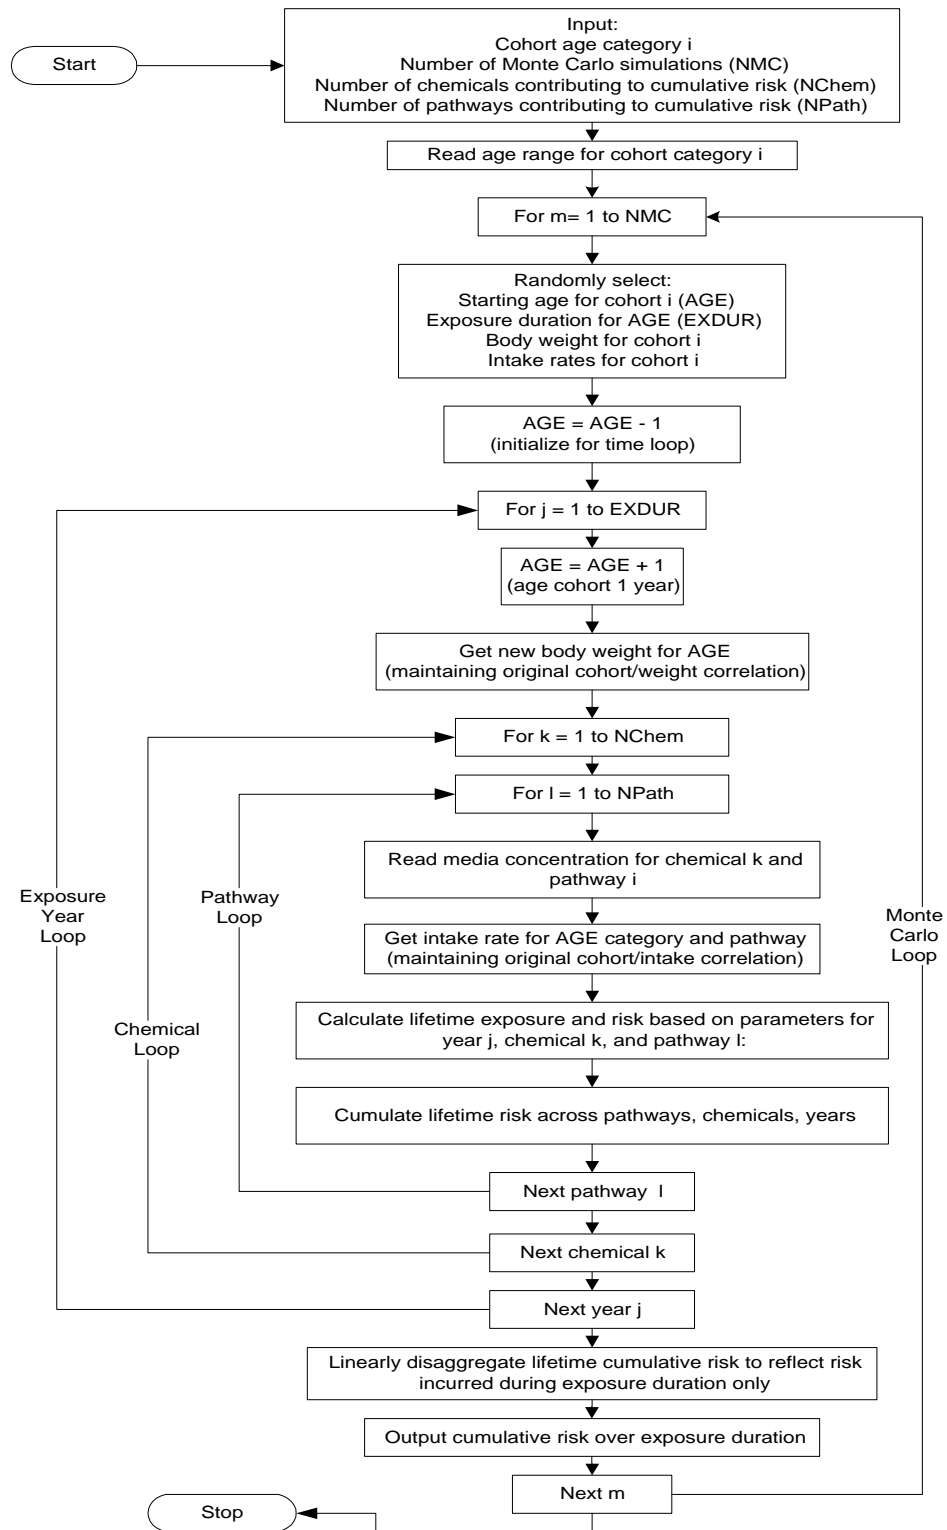 Start
Input:
Cohort age category i
Number of Monte Carlo simulations (NMC)
Number of chemicals contributing to cumulative risk (NChem)
Number of pathways contributing to cumulative risk (NPath)
Read age range for cohort category i
For m= 1 to NMC
Randomly select:
Starting age for cohort i (AGE)
Exposure duration for AGE (EXDUR)
Body weight for cohort i
Intake rates for cohort i
AGE = AGE - 1
(initialize for time loop)
For j = 1 to EXDUR
AGE = AGE + 1
(age cohort 1 year)
Get new body weight for AGE
(maintaining original cohort/weight correlation)
For k = 1 to NChem
For l = 1 to NPath
Read media concentration for chemical k and
pathway i
Get intake rate for AGE category and pathway
(maintaining original cohort/intake correlation)
Calculate lifetime exposure and risk based on parameters for
year j, chemical k, and pathway l:
Cumulate lifetime risk across pathways, chemicals, years
Next pathway l
Next chemical k
Next year j
Exposure
Year
Loop
Pathway
Loop
Chemical
Loop
Monte
Carlo
Loop
Linearly disaggregate lifetime cumulative risk to reflect risk
incurred during exposure duration only
Output cumulative risk over exposure duration
Next m
Stop